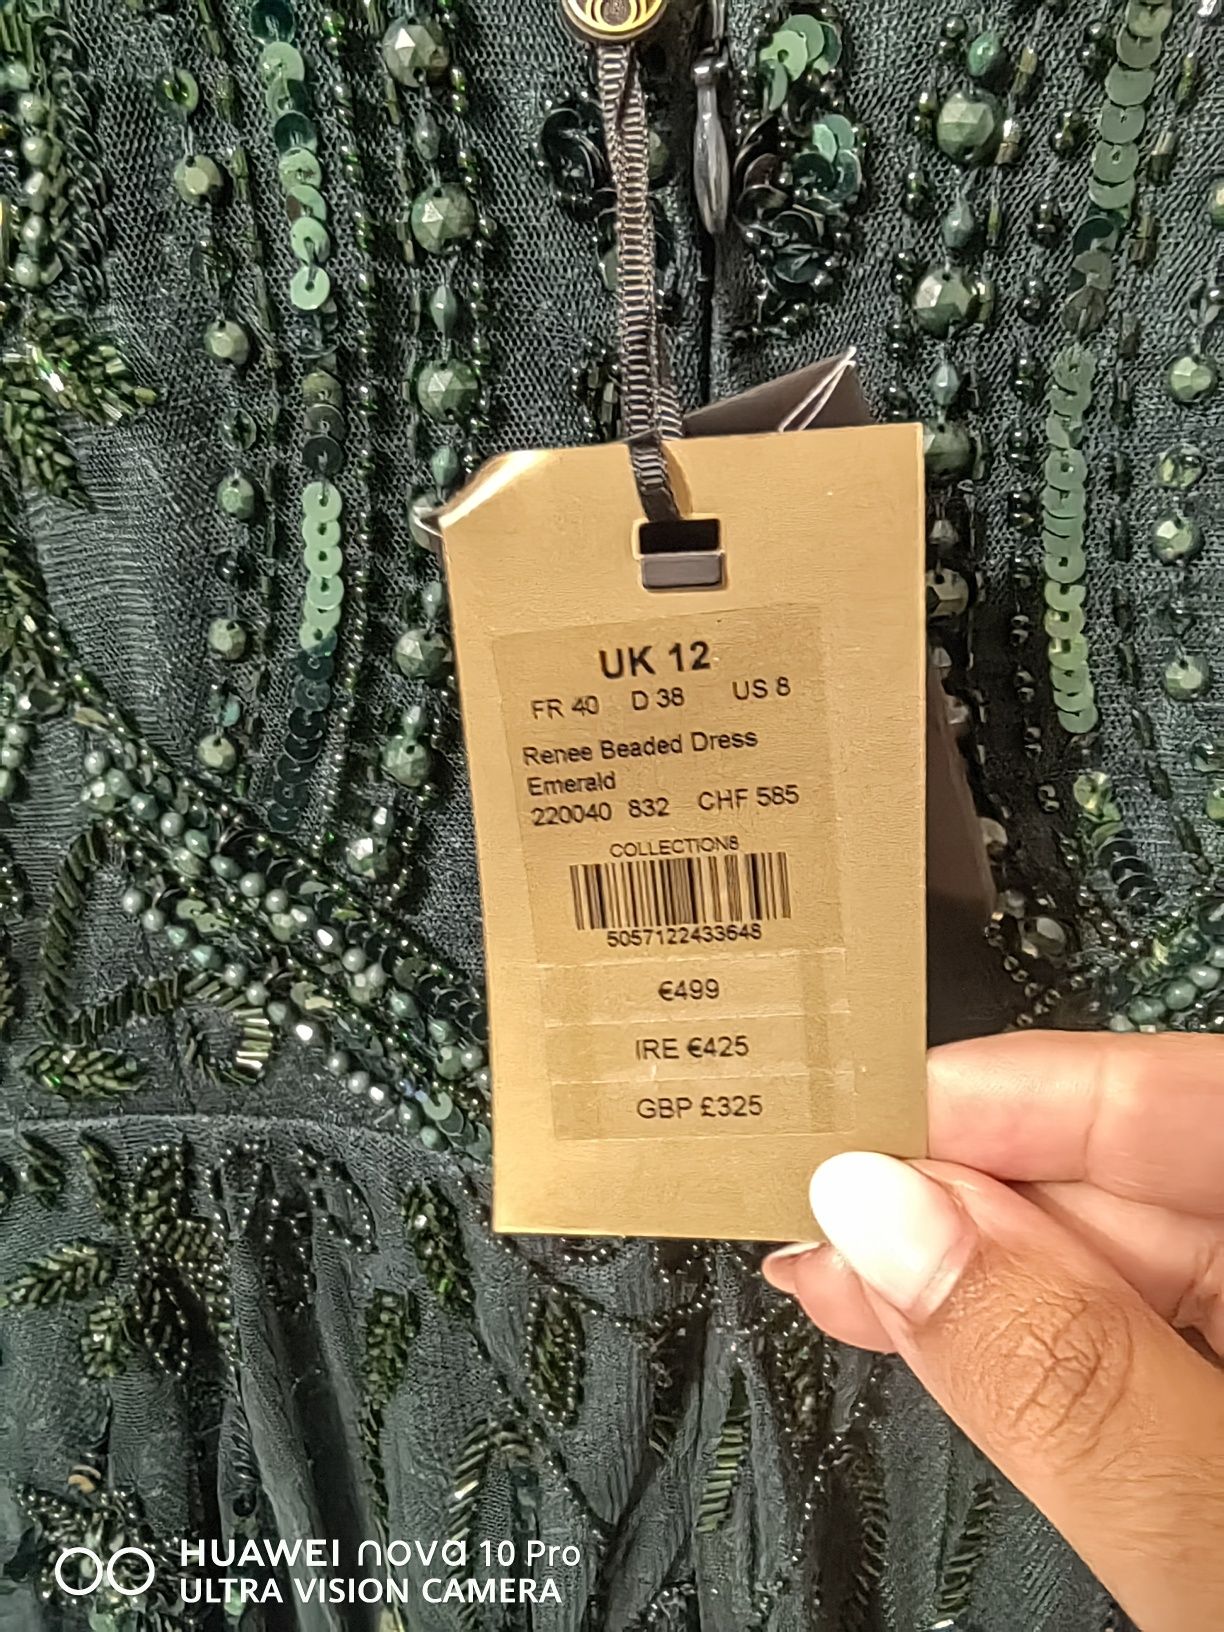 UK 12
FR 40 D 38 US 8
Renee Beaded Dress
Emerald
220040 832 CHF 585
COLLECTION8
5057122433648
€499
IRE €425
GBP £325
HUAWEI nova 10 Pro
ULTRA VISION CAMERA